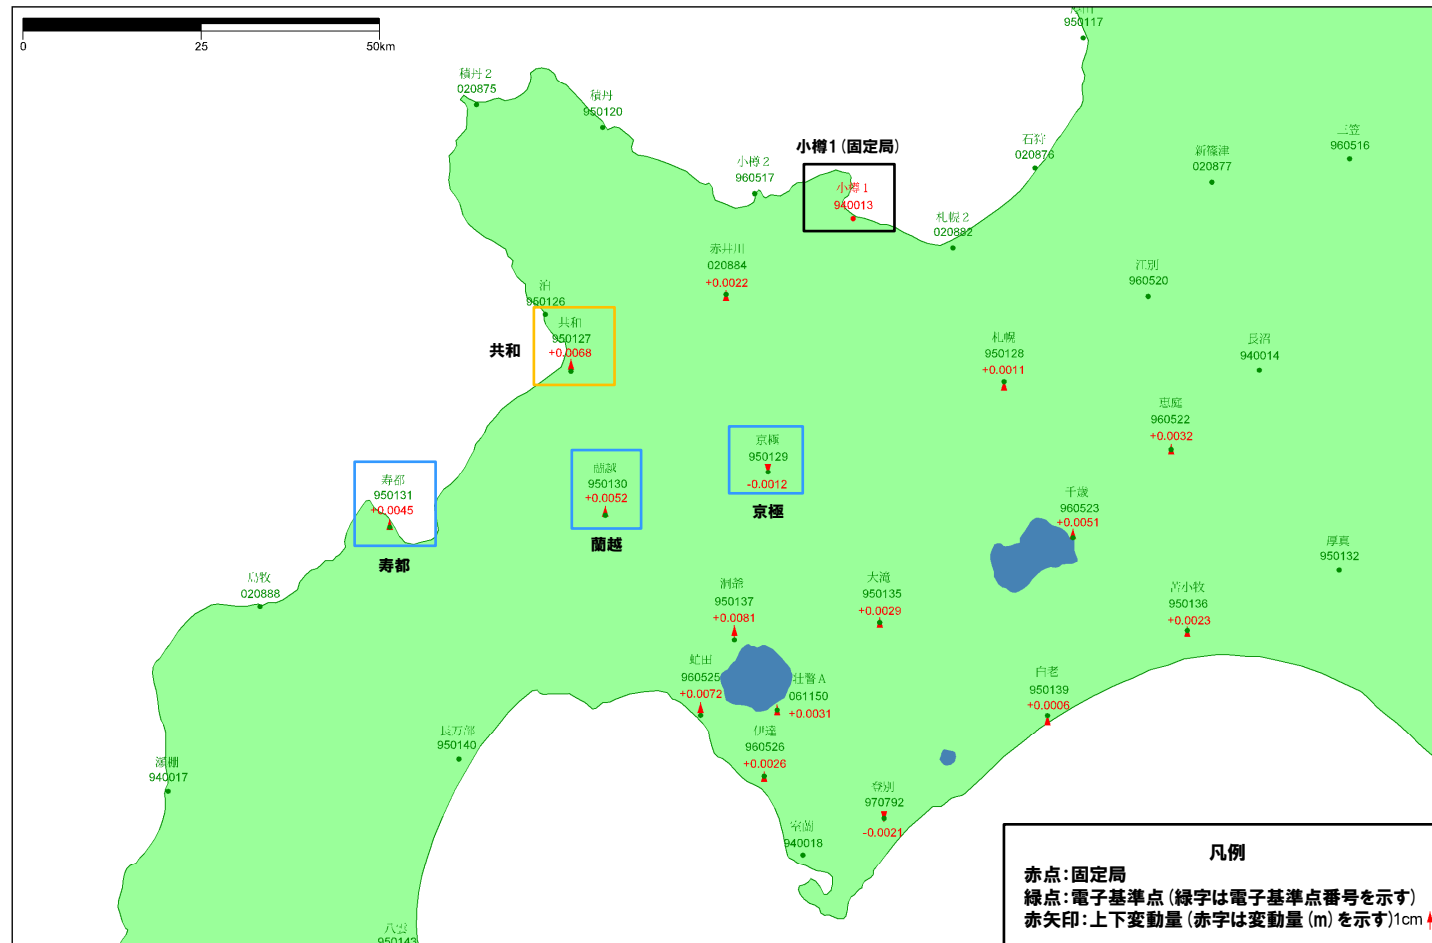 0
25
50km
950117
積丹２
020875
積丹
950120
小樽1(固定局)
小樽２
960517
小樽１
940013
石狩
020876
新篠津
020877
三笠
960516
札幌２
020882
赤井川
020884
+0.0022
江別
960520
泊
950126
共和
950127
+0.0068
共和
札幌
950128
+0.0011
長沼
940014
恵庭
960522
+0.0032
京極
950129
-0.0012
京極
蘭越
950130
+0.0052
蘭越
寿都
950131
+0.0045
寿都
千歳
960523
+0.0051
厚真
950132
島牧
020888
洞爺
950137
+0.0081
大滝
950135
+0.0029
苫小牧
950136
+0.0023
虻田
960525
+0.0072
壮瞥Ａ
061150
+0.0031
白老
950139
+0.0006
長万部
950140
伊達
960526
+0.0026
瀬棚
940017
登別
970792
-0.0021
室蘭
940018
八雲
950143
凡例
赤点:固定局
緑点:電子基準点(緑字は電子基準点番号を示す)
赤矢印:上下変動量(赤字は変動量(m)を示す)1cm